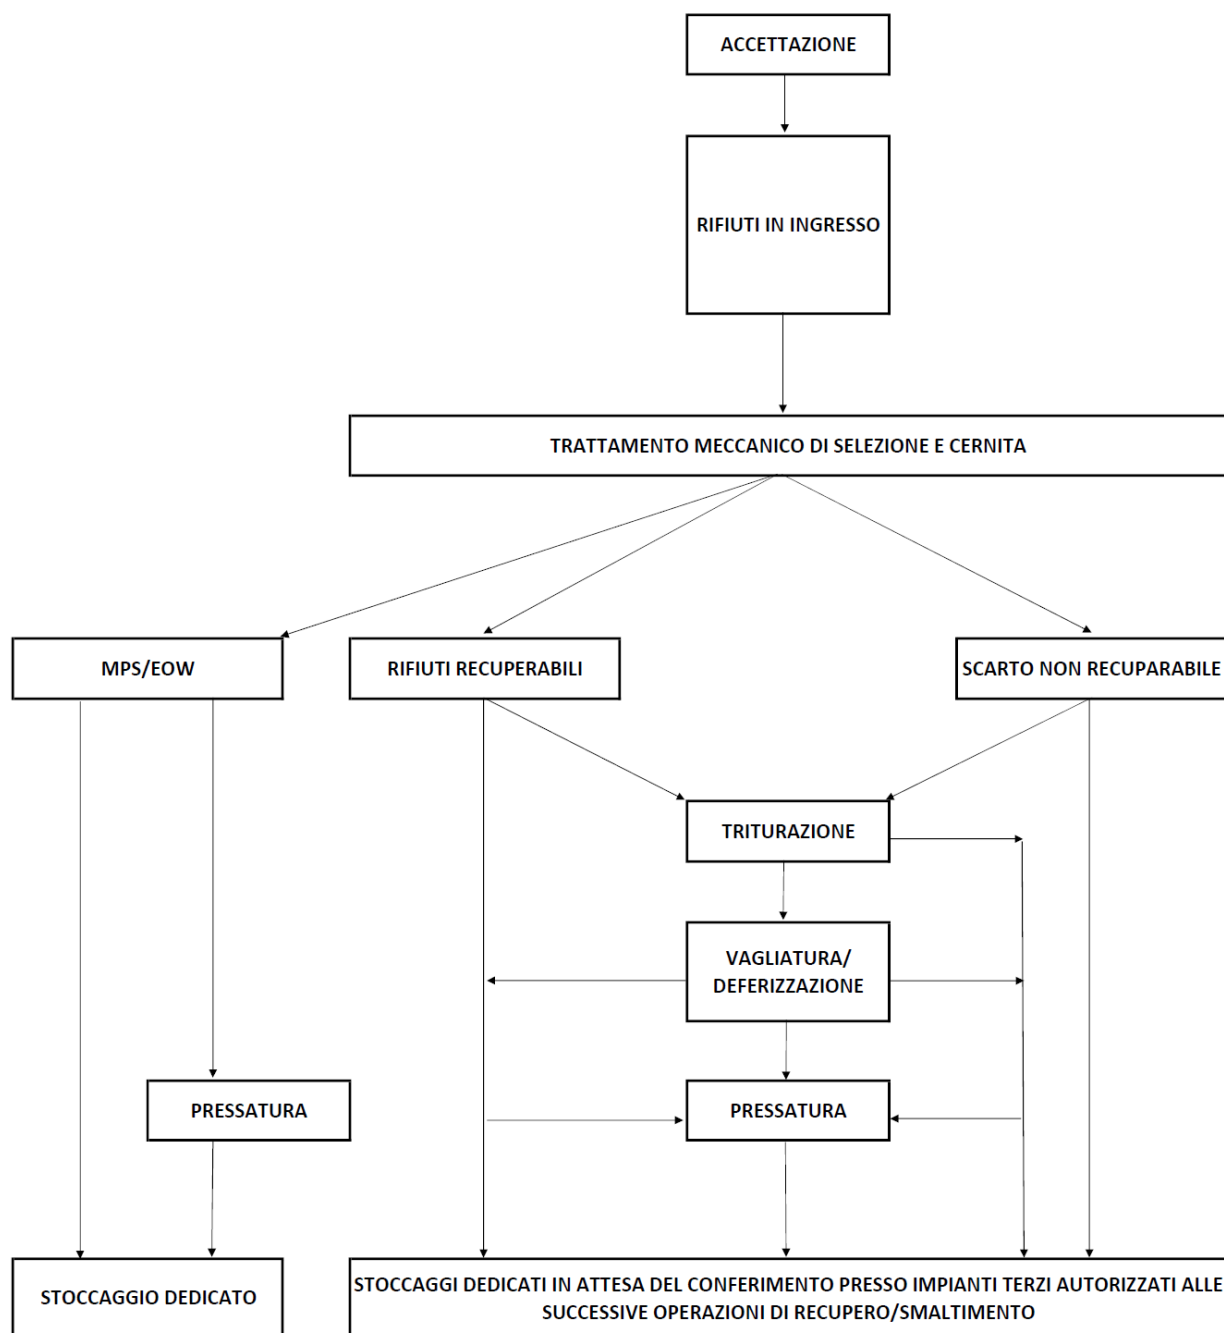 ACCETTAZIONE
RIFIUTI IN INGRESSO
TRATTAMENTO MECCANICO DI SELEZIONE E CERNITA
MPS/EOW
RIFIUTI RECUPERABILI
SCARTO NON RECUPARABILE
TRITURAZIONE
VAGLIATURA/
DEFERIZZAZIONE
PRESSATURA
PRESSATURA
STOCCAGGIO DEDICATO
STOCCAGGI DEDICATI IN ATTESA DEL CONFERIMENTO PRESSO IMPIANTI TERZI AUTORIZZATI ALLE
SUCCESSIVE OPERAZIONI DI RECUPERO/SMALTIMENTO